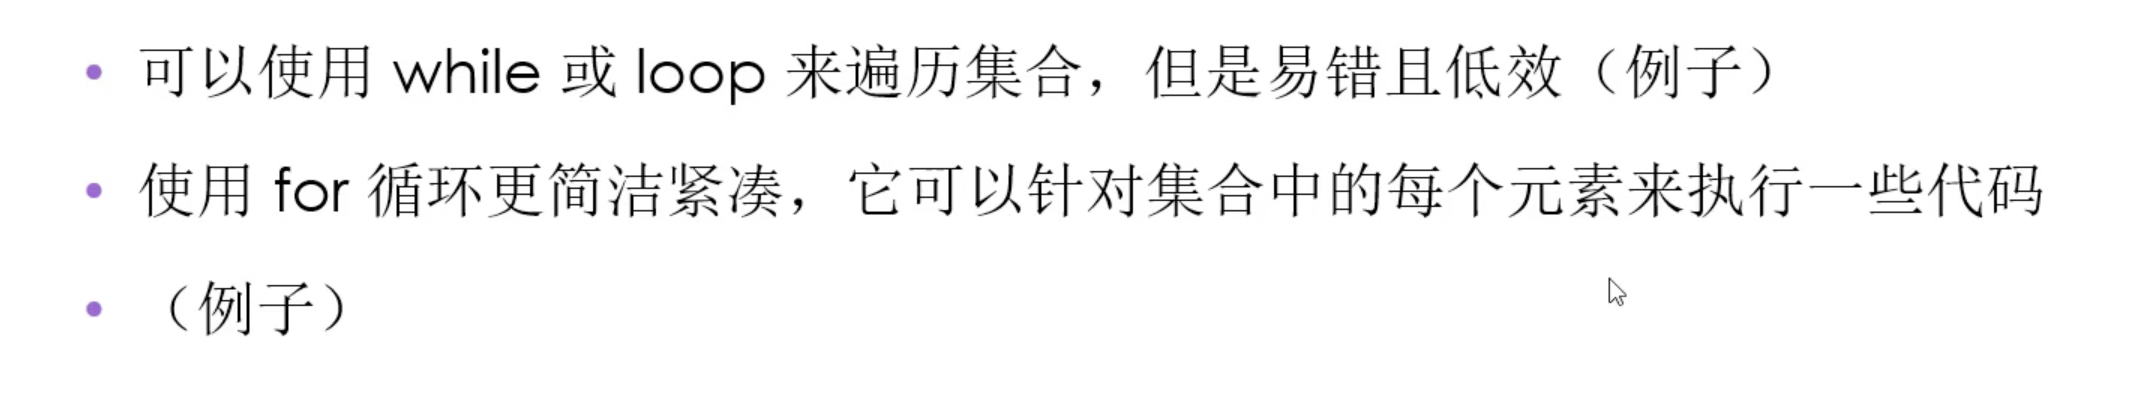 • 可以使用 while 或 loop 来遍历集合，但是易错且低效（例子）
• 使用 for 循环更简洁紧凑，它可以针对集合中的每个元素来执行一些代码
• （例子）